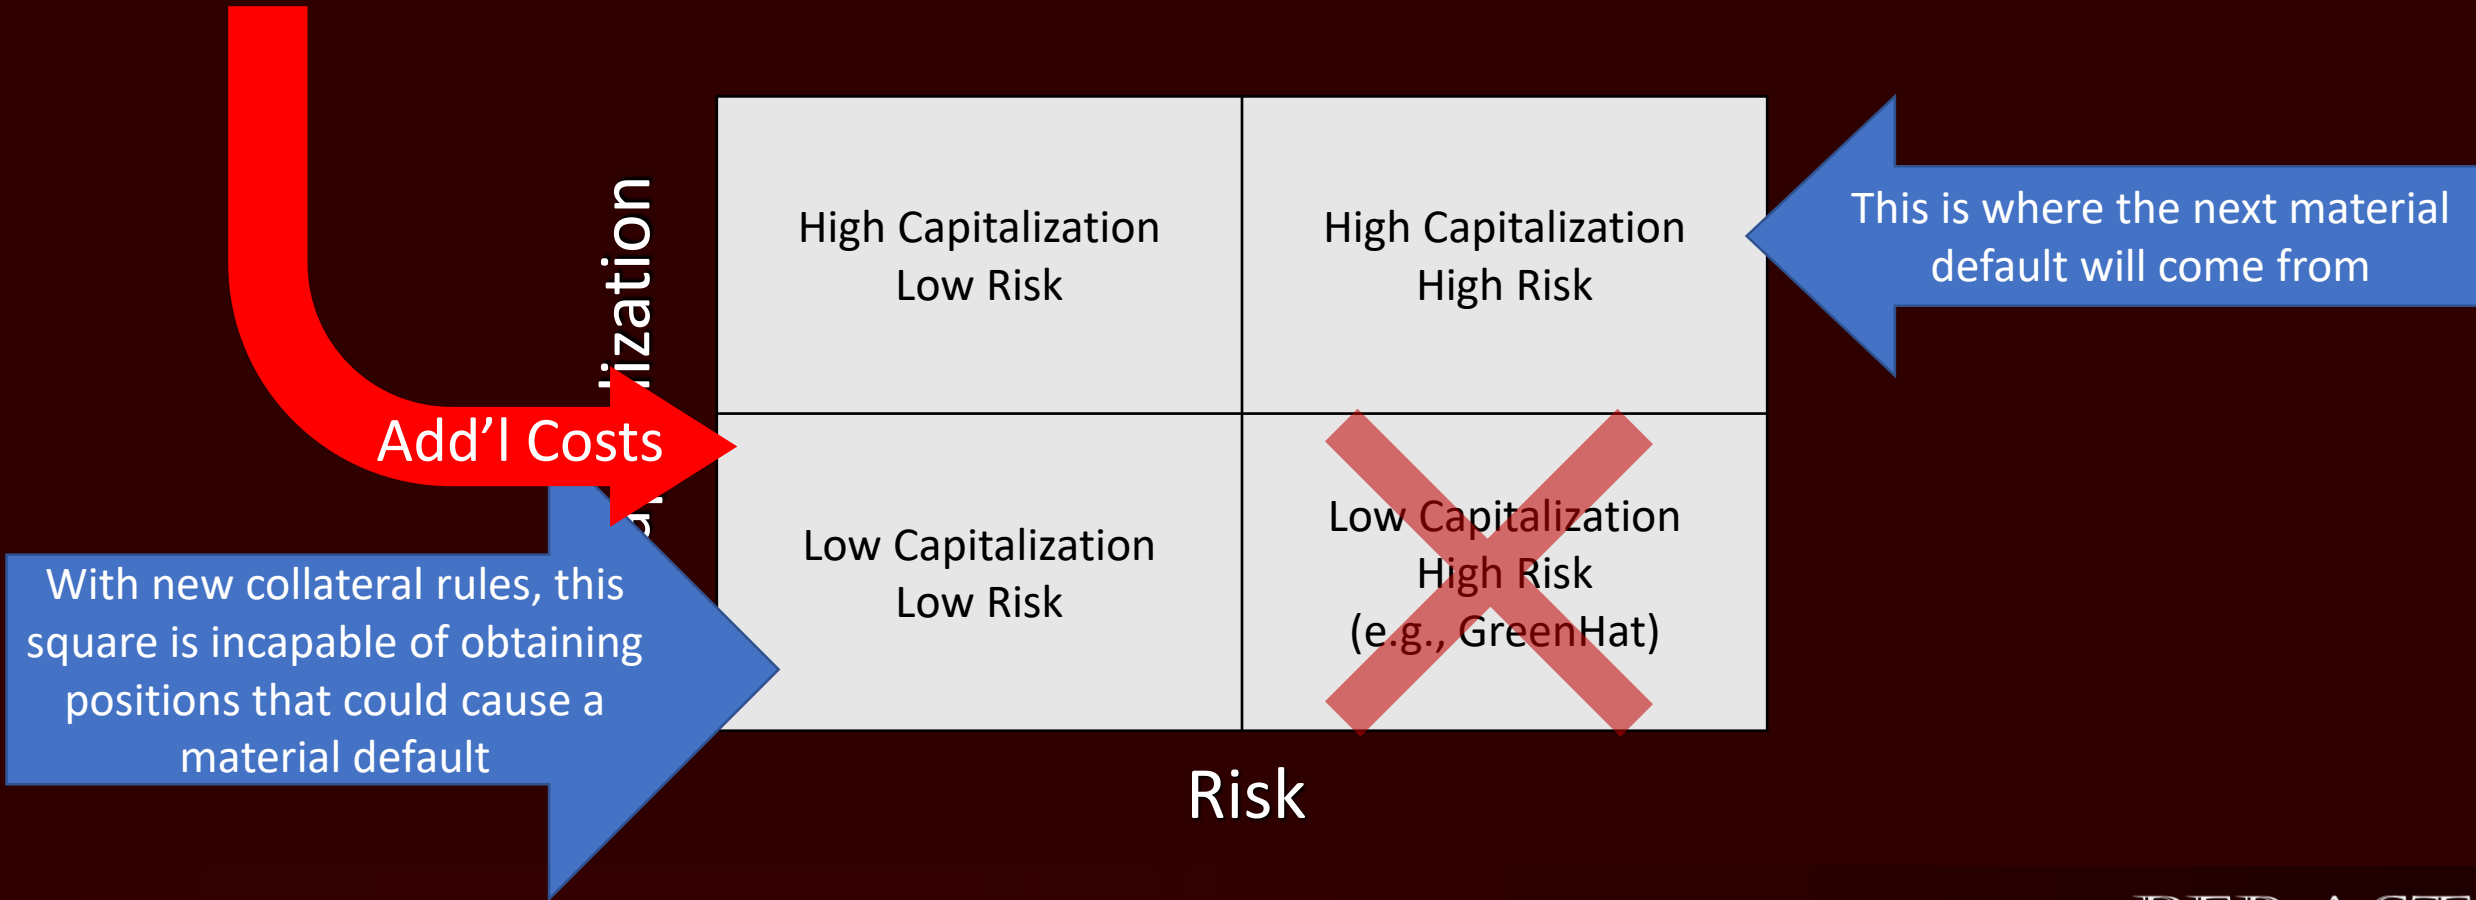 High Capitalization
Low Risk
High Capitalization
High Risk
This is where the next material
default will come from
Add'l Costs
Low Capitalization
Low Risk
Low Capitalization
High Risk
(e.g., GreenHat)
With new collateral rules, this
square is incapable of obtaining
positions that could cause a
material default
Risk